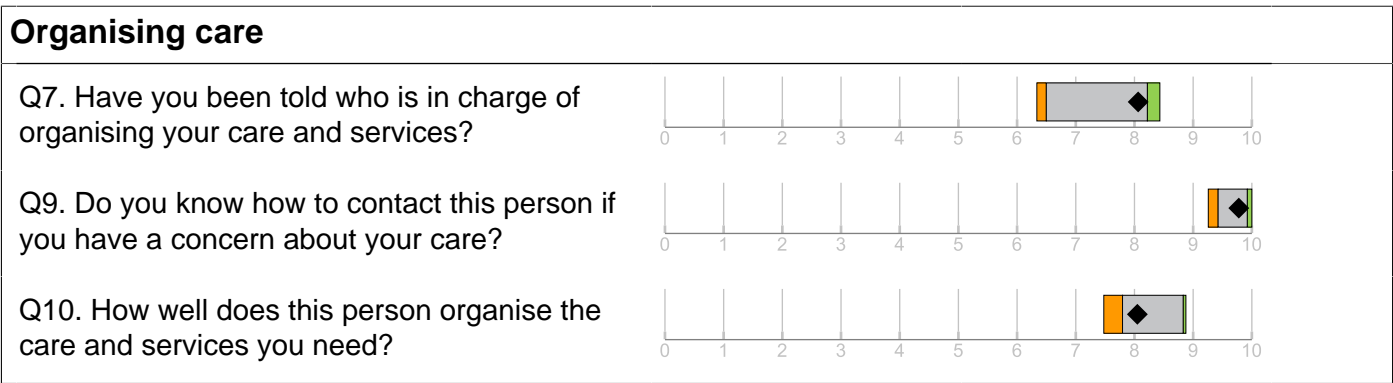 Organising care
Q7. Have you been told who is in charge of
organising your care and services?
0 1 2 3 4 5 6 7 8 9 10
Q9. Do you know how to contact this person if
you have a concern about your care?
0 1 2 3 4 5 6 7 8 9 10
Q10. How well does this person organise the
care and services you need?
0 1 2 3 4 5 6 7 8 9 10